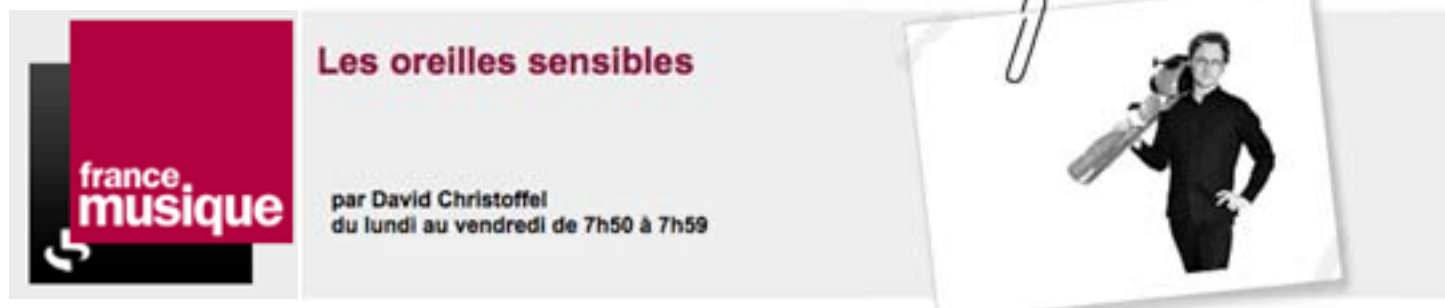 france
musique
Les oreilles sensibles
par David Christoffel
du lundi au vendredi de 7h50 à 7h59